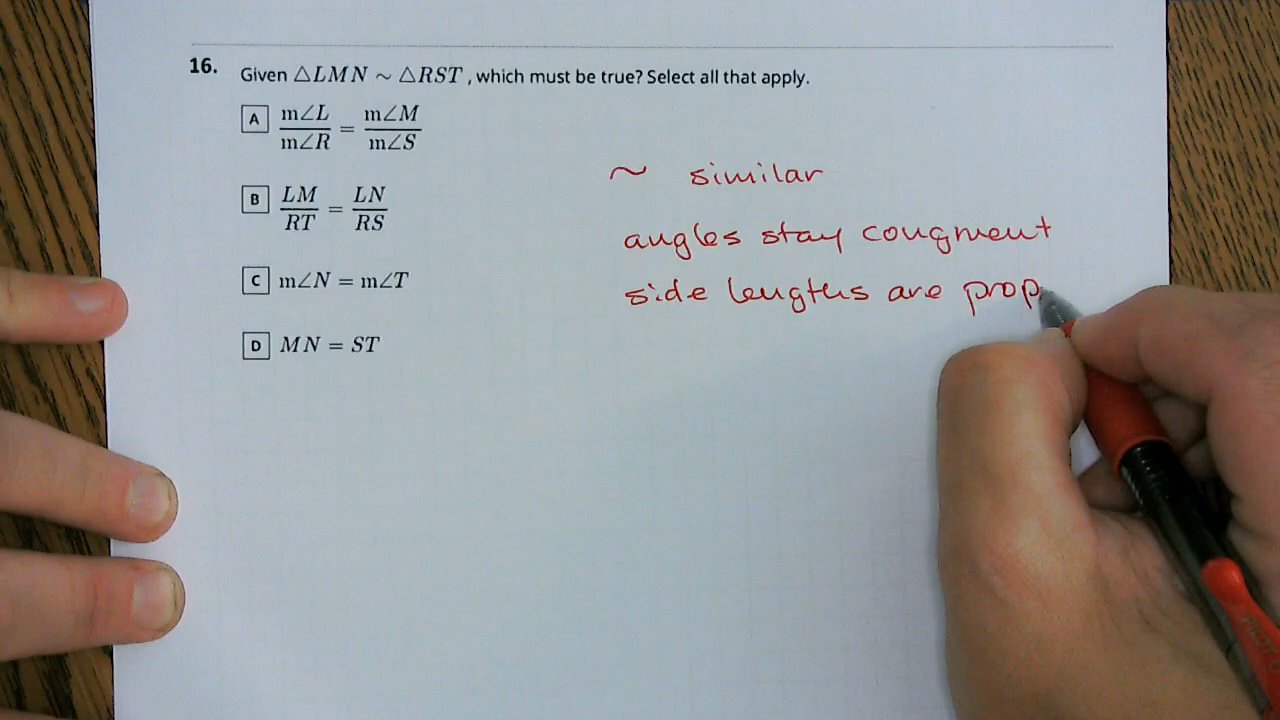 16. Given △LMN ~ △RST , which must be true? Select all that apply.
A m∠L/m∠R = m∠M/m∠S
B LM/RT = LN/RS
C m∠N = m∠T
D MN = ST
~ similar
angles stay congruent
side lengths are prop